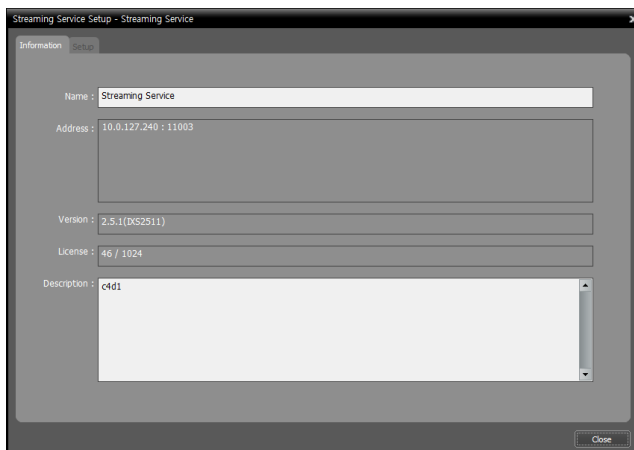 Streaming Service Setup - Streaming Service
Information Setup
Name : Streaming Service
Address : 10.0.127.240 : 11003
Version : 2.5.1(IXS2511)
License : 46 / 1024
Description : c4d1
Close